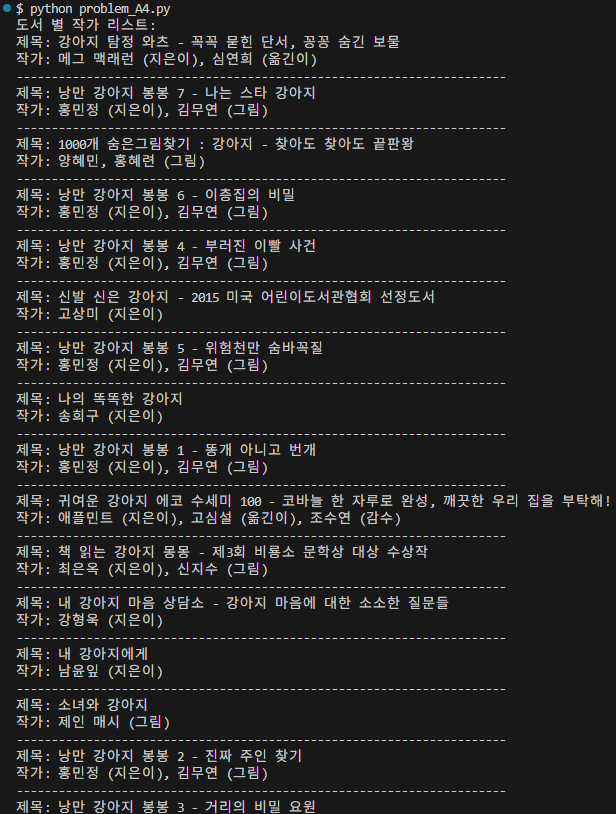 $ python problem_A4.py
도서 별 작가 리스트:
제목: 강아지 탐정 와츠 - 꼭꼭 묻힌 단서, 꽁꽁 숨긴 보물
작가: 메그 맥래런 (지은이), 심연희 (옮긴이)
----------------------------------------------------------------------
제목: 낭만 강아지 봉봉 7 - 나는 스타 강아지
작가: 홍민정 (지은이), 김무연 (그림)
----------------------------------------------------------------------
제목: 1000개 숨은그림찾기 : 강아지 - 찾아도 찾아도 끝판왕
작가: 양혜민, 홍혜련 (그림)
----------------------------------------------------------------------
제목: 낭만 강아지 봉봉 6 - 이층집의 비밀
작가: 홍민정 (지은이), 김무연 (그림)
----------------------------------------------------------------------
제목: 낭만 강아지 봉봉 4 - 부러진 이빨 사건
작가: 홍민정 (지은이), 김무연 (그림)
----------------------------------------------------------------------
제목: 신발 신은 강아지 - 2015 미국 어린이도서관협회 선정도서
작가: 고상미 (지은이)
----------------------------------------------------------------------
제목: 낭만 강아지 봉봉 5 - 위험천만 숨바꼭질
작가: 홍민정 (지은이), 김무연 (그림)
----------------------------------------------------------------------
제목: 나의 똑똑한 강아지
작가: 송희구 (지은이)
----------------------------------------------------------------------
제목: 낭만 강아지 봉봉 1 - 똥개 아니고 번개
작가: 홍민정 (지은이), 김무연 (그림)
----------------------------------------------------------------------
제목: 귀여운 강아지 에코 수세미 100 - 코바늘 한 자루로 완성, 깨끗한 우리 집을 부탁해!
작가: 애플민트 (지은이), 고심설 (옮긴이), 조수연 (감수)
----------------------------------------------------------------------
제목: 책 읽는 강아지 몽몽 - 제3회 비룡소 문학상 대상 수상작
작가: 최은옥 (지은이), 신지수 (그림)
----------------------------------------------------------------------
제목: 내 강아지 마음 상담소 - 강아지 마음에 대한 소소한 질문들
작가: 강형욱 (지은이)
----------------------------------------------------------------------
제목: 내 강아지에게
작가: 남윤잎 (지은이)
----------------------------------------------------------------------
제목: 소녀와 강아지
작가: 제인 매시 (그림)
----------------------------------------------------------------------
제목: 낭만 강아지 봉봉 2 - 진짜 주인 찾기
작가: 홍민정 (지은이), 김무연 (그림)
----------------------------------------------------------------------
제목: 낭만 강아지 봉봉 3 - 거리의 비밀 요원